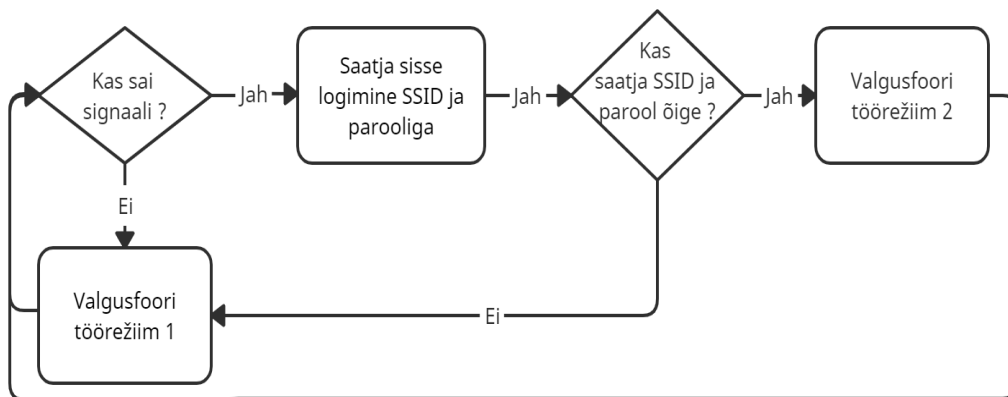 Kas sai
signaali ?
Jah
Saatja sisse
logimine SSID ja
parooliga
Jah
Kas
saatja SSID ja
parool õige ?
Jah
Valgusfoori
töörežiim 2
Ei
Valgusfoori
töörežiim 1
Ei